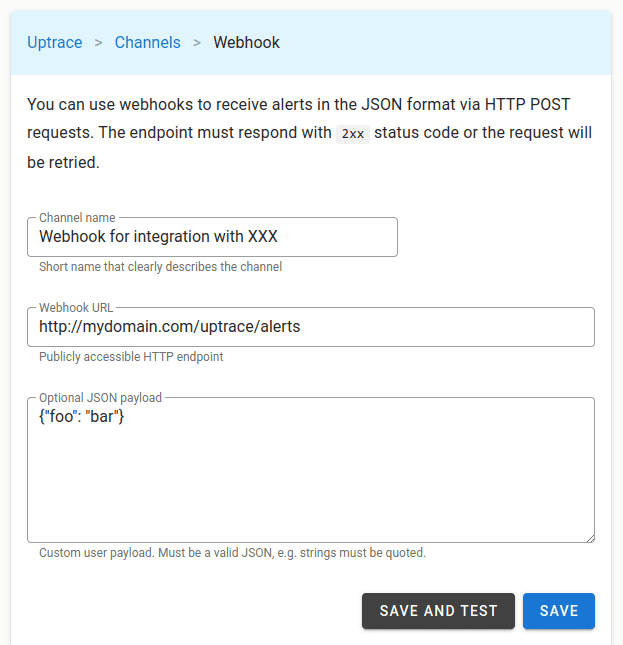 Uptrace > Channels > Webhook
You can use webhooks to receive alerts in the JSON format via HTTP POST
requests. The endpoint must respond with 2xx status code or the request will
be retried.
Channel name
Webhook for integration with XXX
Short name that clearly describes the channel
Webhook URL
http://mydomain.com/uptrace/alerts
Publicly accessible HTTP endpoint
Optional JSON payload
{"foo": "bar"}
Custom user payload. Must be a valid JSON, e.g. strings must be quoted.
SAVE AND TEST SAVE